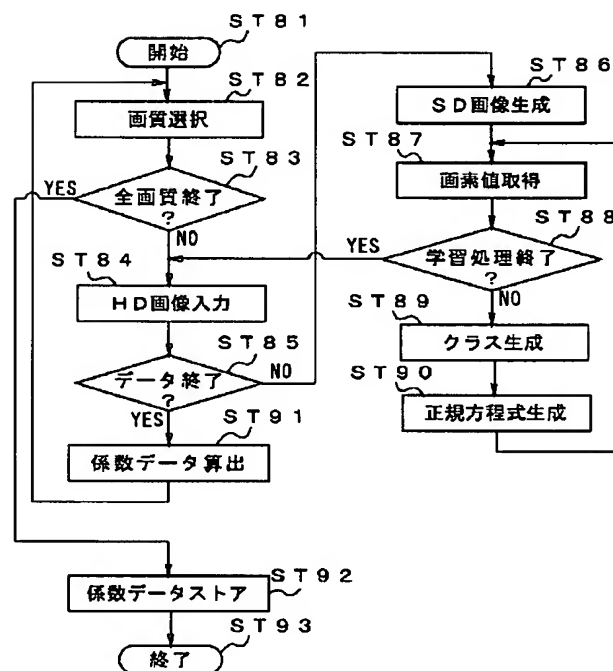 ST81
開始
ST82
画質選択
ST83
YES
全画質終了
?
NO
ST84
HD画像入力
ST85
データ終了
?
NO
YES
ST91
係数データ算出
ST92
係数データストア
ST93
終了
ST86
SD画像生成
ST87
画素値取得
ST88
YES
学習処理終了
?
NO
ST89
クラス生成
ST90
正規方程式生成